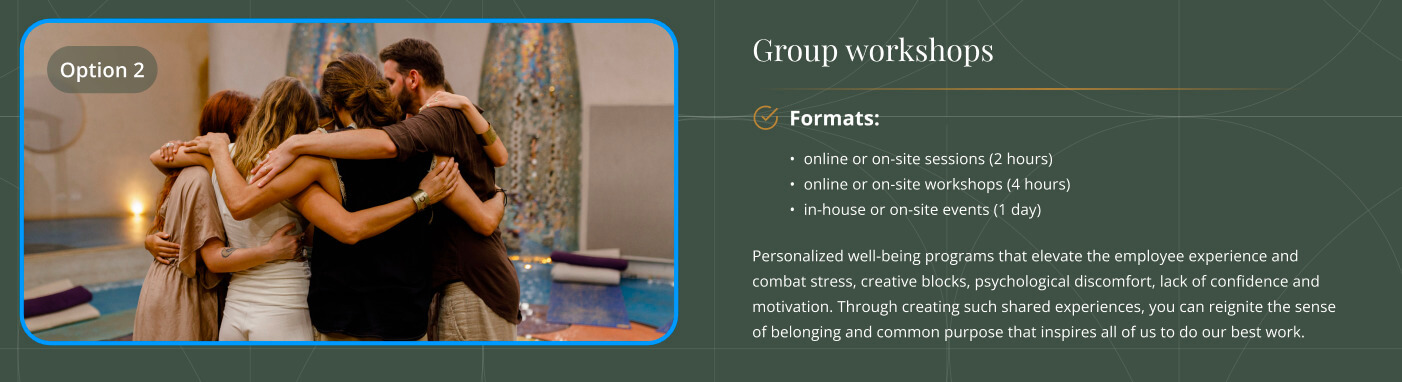 Option 2
Group workshops
Formats:
• online or on-site sessions (2 hours)
• online or on-site workshops (4 hours)
• in-house or on-site events (1 day)
Personalized well-being programs that elevate the employee experience and
combat stress, creative blocks, psychological discomfort, lack of confidence and
motivation. Through creating such shared experiences, you can reignite the sense
of belonging and common purpose that inspires all of us to do our best work.